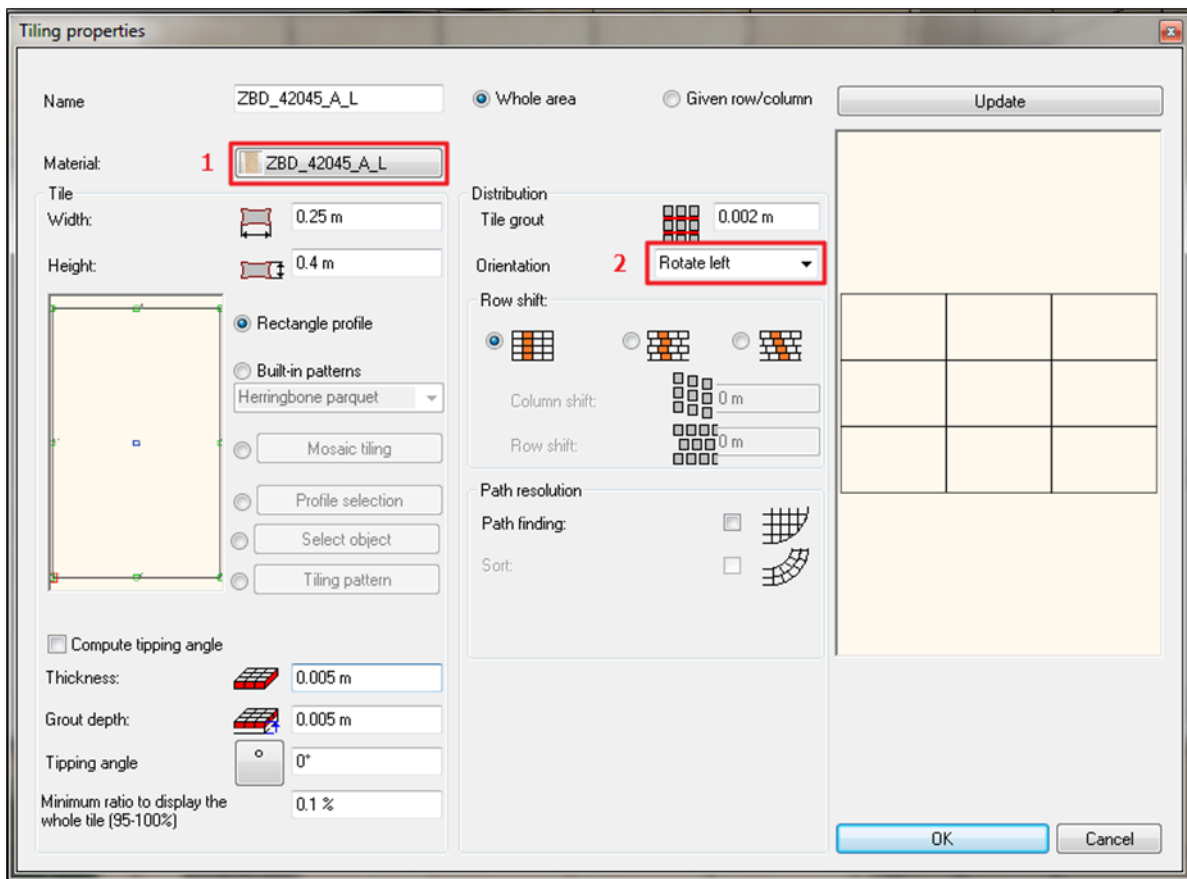 Tiling properties
Name
ZBD_42045_A_L
Whole area
Given row/column
Update
Material:
1
ZBD_42045_A_L
Tile
Width:
0.25 m
Height:
0.4 m
Rectangle profile
Built-in patterns
Herringbone parquet
Mosaic tiling
Profile selection
Select object
Tiling pattern
Compute tipping angle
Thickness:
0.005 m
Grout depth:
0.005 m
Tipping angle
°
0°
Minimum ratio to display the
whole tile (95-100%)
0.1 %
Distribution
Tile grout
0.002 m
Orientation
2
Rotate left
Row shift:
Column shift:
0 m
Row shift:
0 m
Path resolution
Path finding:
Sort:
OK
Cancel